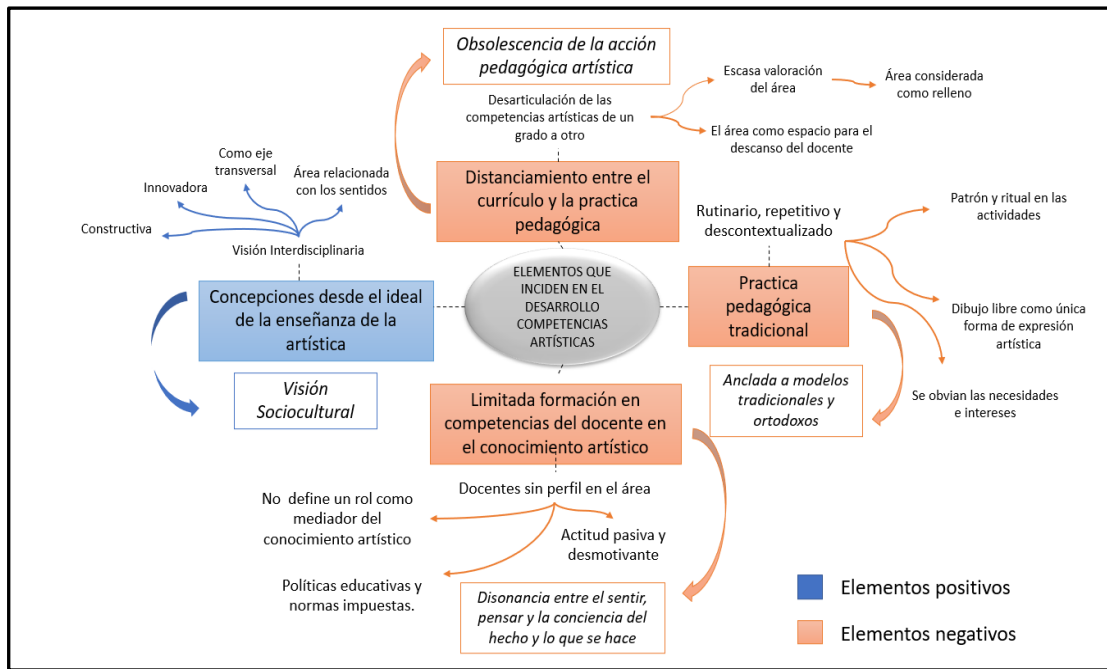 Obsolescencia de la acción
pedagógica artística
Desarticulación de las
competencias artísticas de un
grado a otro
Escasa valoración
del área
Área considerada
como relleno
El área como espacio para el
descanso del docente
Distanciamiento entre el
currículo y la practica
pedagógica
Como eje
transversal
Área relacionada
con los sentidos
Innovadora
Constructiva
Visión Interdisciplinaria
Concepciones desde el ideal
de la enseñanza de la
artística
Visión
Sociocultural
ELEMENTOS QUE
INCIDEN EN EL
DESARROLLO
COMPETENCIAS
ARTÍSTICAS
Rutinario, repetitivo y
descontextualizado
Patrón y ritual en las
actividades
Practica
pedagógica
tradicional
Dibujo libre como única
forma de expresión
artística
Se obvian las necesidades
e intereses
Anclada a modelos
tradicionales y
ortodoxos
Limitada formación en
competencias del docente en
el conocimiento artístico
Docentes sin perfil en el área
No define un rol como
mediador del
conocimiento artístico
Actitud pasiva y
desmotivante
Políticas educativas y
normas impuestas.
Disonancia entre el sentir,
pensar y la conciencia del
hecho y lo que se hace
Elementos positivos
Elementos negativos